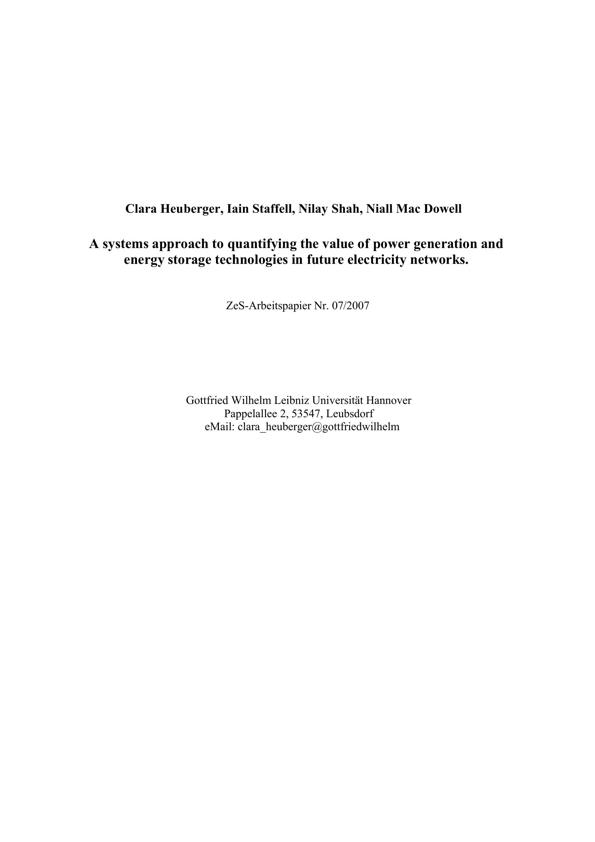 Clara Heuberger, Iain Staffell, Nilay Shah, Niall Mac Dowell
A systems approach to quantifying the value of power generation and
energy storage technologies in future electricity networks.
ZeS-Arbeitspapier Nr. 07/2007
Gottfried Wilhelm Leibniz Universität Hannover
Pappelallee 2, 53547, Leubsdorf
eMail: clara_heuberger@gottfriedwilhelm